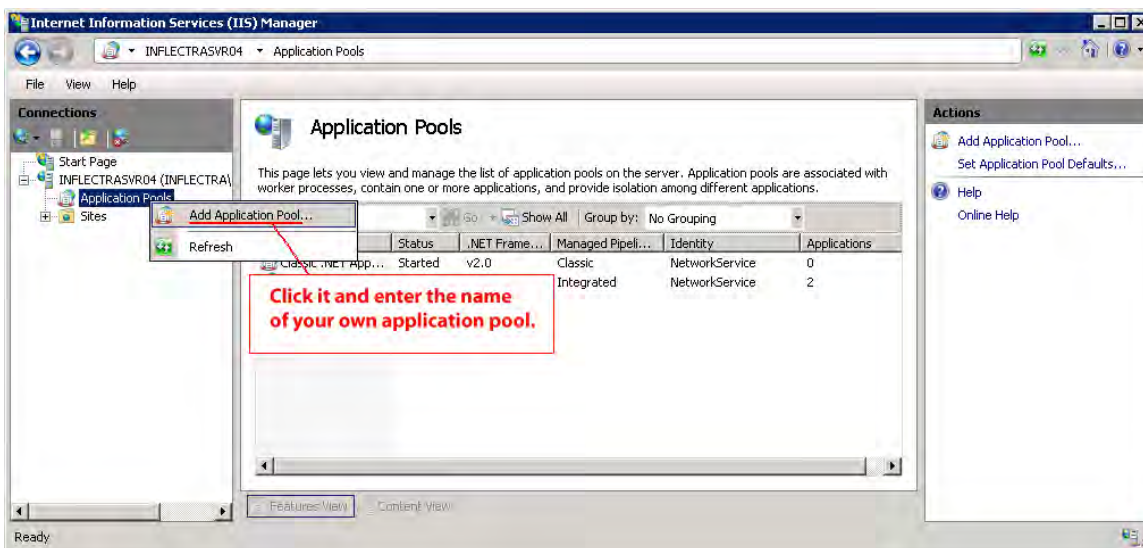 Internet Information Services (IIS) Manager
INFLECTRASVR04 Application Pools
File View Help
Connections
Start Page
INFLECTRASVR04 (INFLECTRA\
Application Pools
Sites
Add Application Pool...
Refresh
Application Pools
This page lets you view and manage the list of application pools on the server. Application pools are associated with
worker processes, contain one or more applications, and provide isolation among different applications.
Go Show All Group by: No Grouping
Status .NET Frame... Managed Pipeli... Identity Applications
Classic .NET App... Started v2.0 Classic NetworkService 0
Integrated NetworkService 2
Click it and enter the name
of your own application pool.
Features View Content View
Actions
Add Application Pool...
Set Application Pool Defaults...
Help
Online Help
Ready